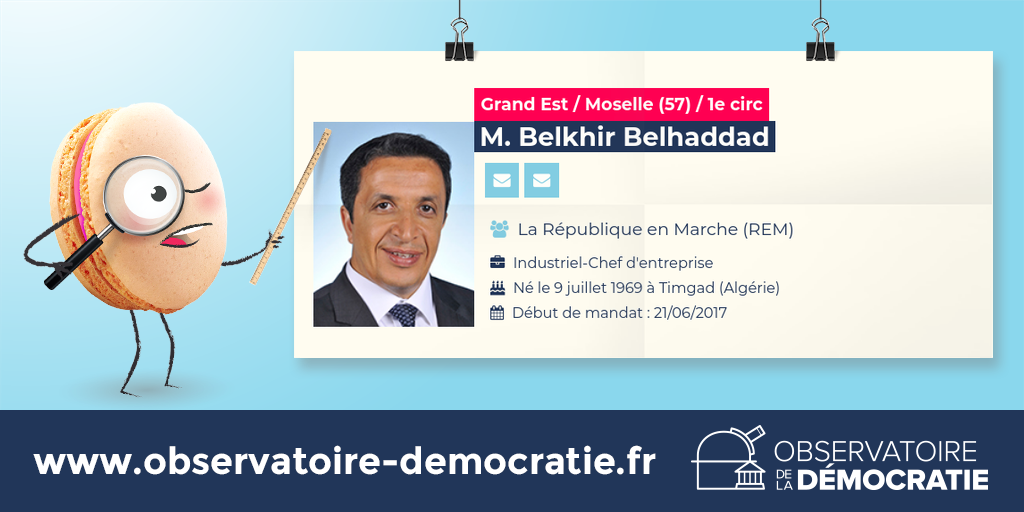 Grand Est / Moselle (57) / 1e circ
M. Belkhir Belhaddad
La République en Marche (REM)
Industriel-Chef d'entreprise
Né le 9 juillet 1969 à Timgad (Algérie)
Début de mandat : 21/06/2017
www.observatoire-democratie.fr
OBSERVATOIRE
DE LA DÉMOCRATIE